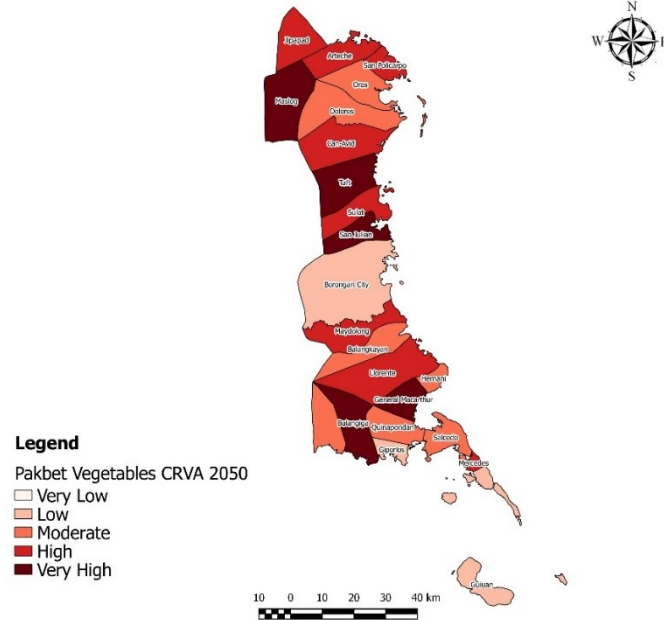 N
W E
S
Jipapad
Arteche
San Policarpo
Oras
Maslog
Dolores
Can-Avid
Taft
Sulat
San Julian
Borongan City
Maydolong
Balangkayan
Llorente
Hernani
General Macarthur
Balangiga
Quinapondan
Salcedo
Giporlos
Mercedes
Guiuan
Legend
Pakbet Vegetables CRVA 2050
Very Low
Low
Moderate
High
Very High
10 0 10 20 30 40 km